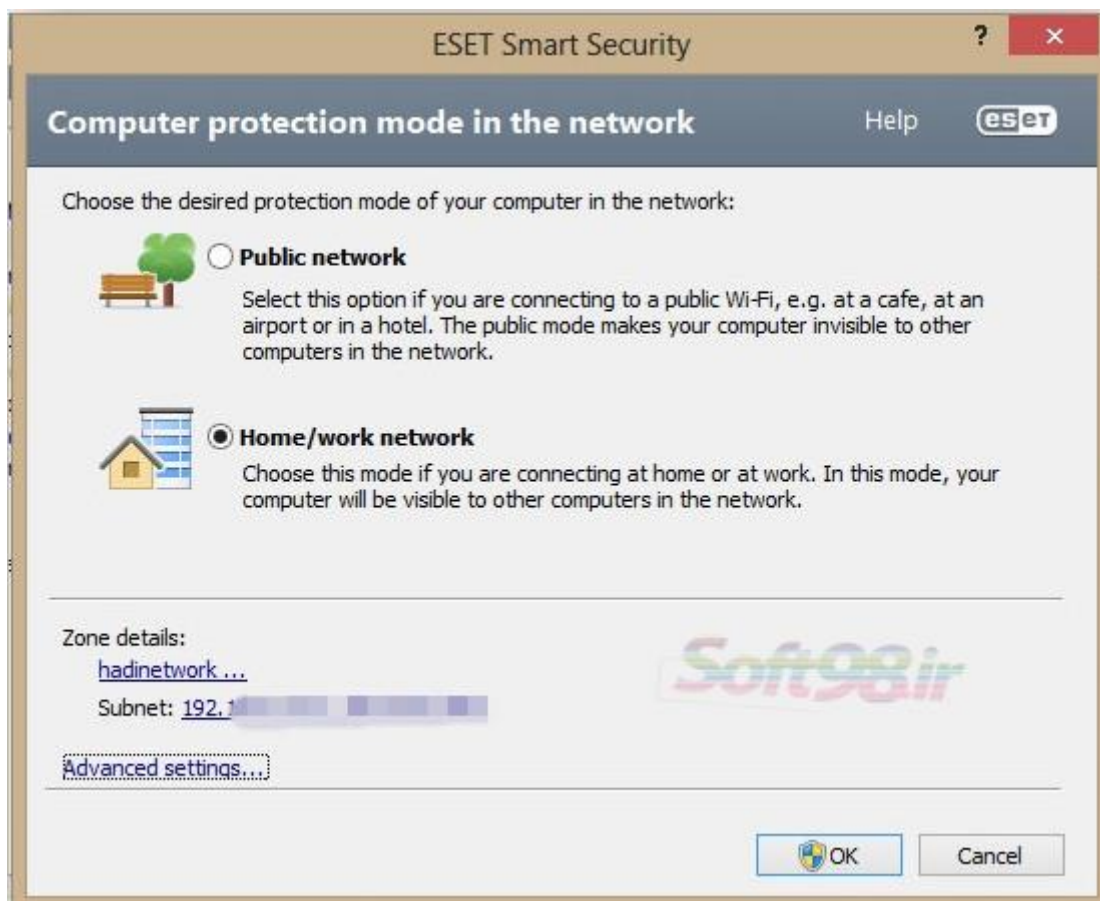 ESET Smart Security
?
Computer protection mode in the network
Help
eseT
Choose the desired protection mode of your computer in the network:
Public network
Select this option if you are connecting to a public Wi-Fi, e.g. at a cafe, at an
airport or in a hotel. The public mode makes your computer invisible to other
computers in the network.
Home/work network
Choose this mode if you are connecting at home or at work. In this mode, your
computer will be visible to other computers in the network.
Zone details:
hadinetwork ...
Subnet: 192.
Soft98.ir
Advanced settings...
OK
Cancel